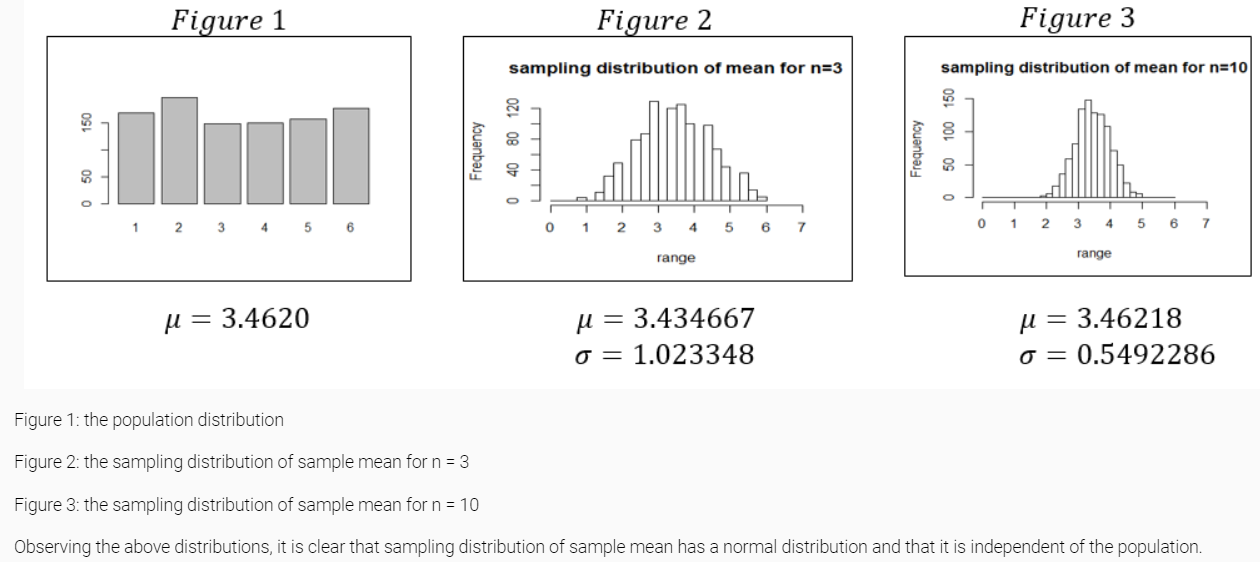 Figure 1
Figure 2
Figure 3
150
50
0
1 2 3 4 5 6
sampling distribution of mean for n=3
Frequency
120
80
40
0
0 1 2 3 4 5 6 7
range
sampling distribution of mean for n=10
Frequency
150
100
50
0
0 1 2 3 4 5 6 7
range
μ = 3.4620
μ = 3.434667
σ = 1.023348
μ = 3.46218
σ = 0.5492286
Figure 1: the population distribution
Figure 2: the sampling distribution of sample mean for n = 3
Figure 3: the sampling distribution of sample mean for n = 10
Observing the above distributions, it is clear that sampling distribution of sample mean has a normal distribution and that it is independent of the population.